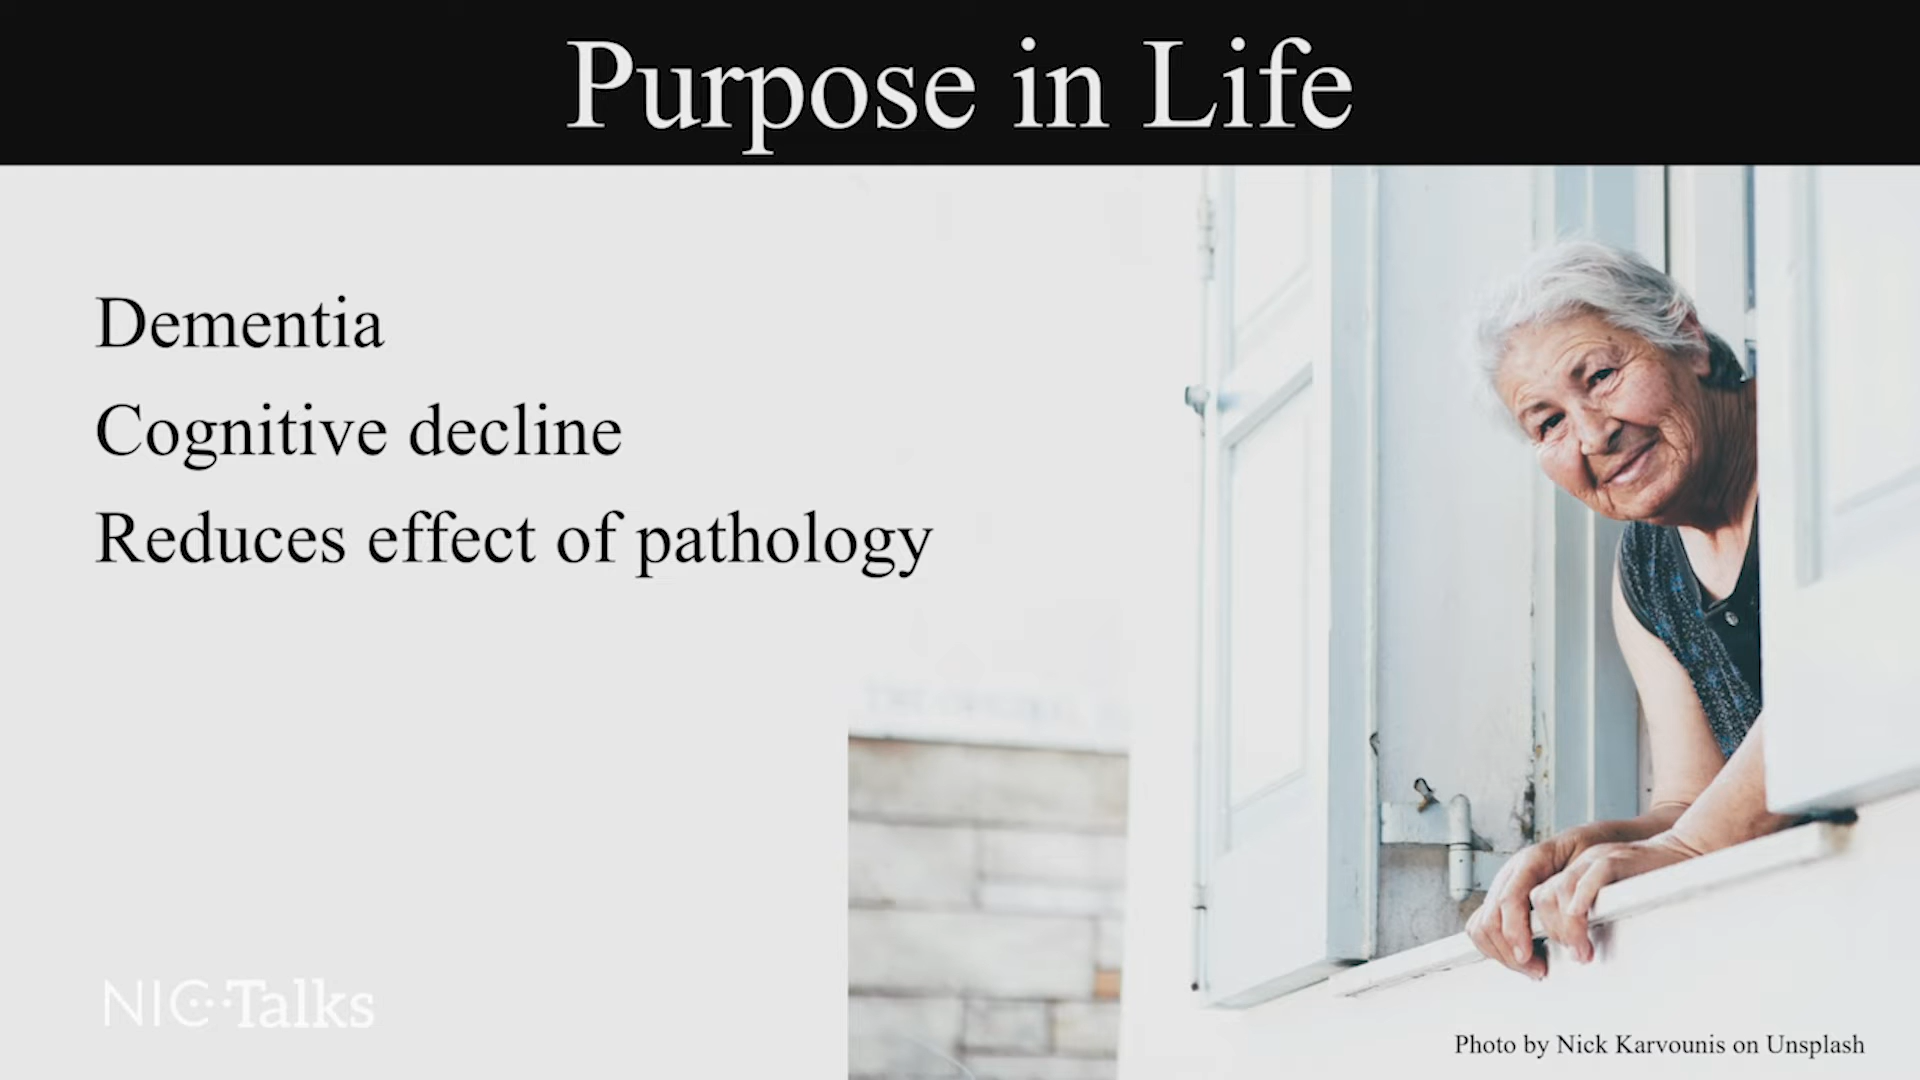 Purpose in Life
Dementia
Cognitive decline
Reduces effect of pathology
NIC Talks
Photo by Nick Karvounis on Unsplash